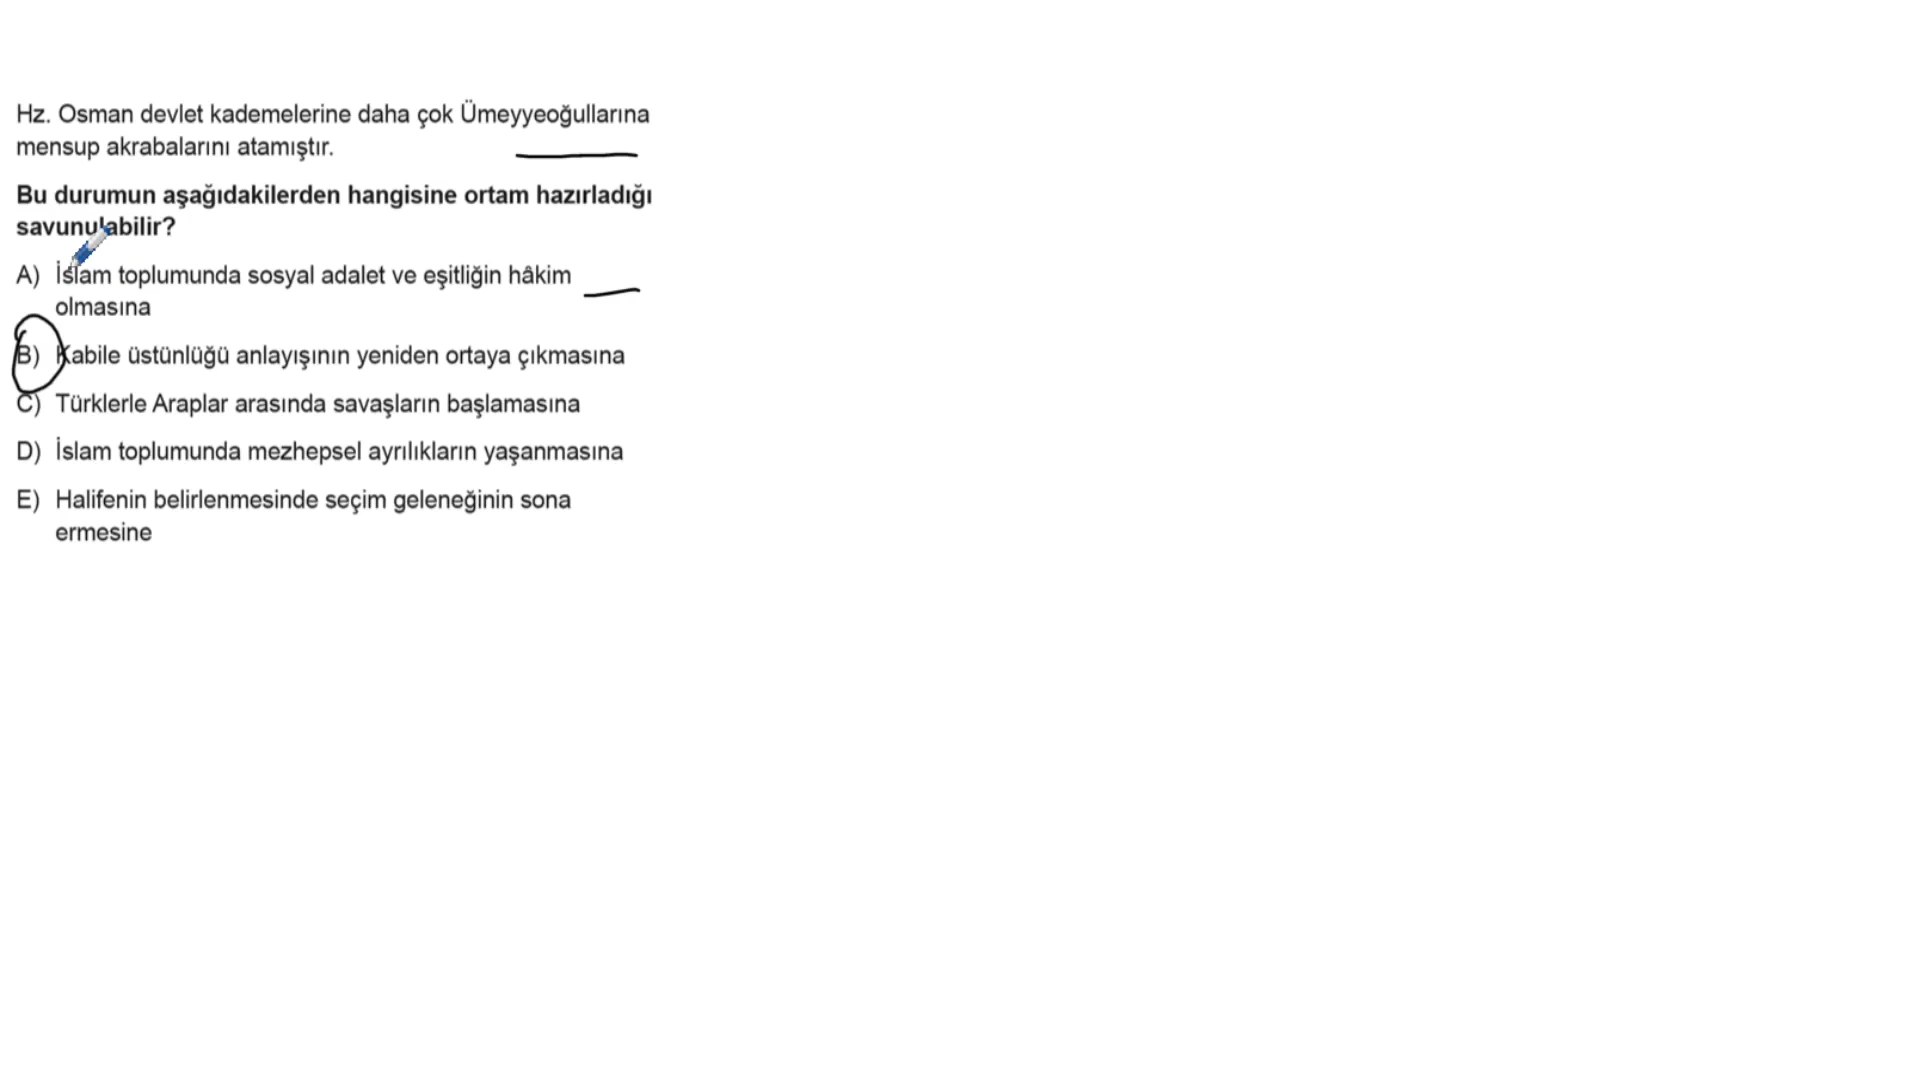 Hz. Osman devlet kademelerine daha çok Ümeyyeoğullarına
mensup akrabalarını atamıştır.
Bu durumun aşağıdakilerden hangisine ortam hazırladığı
savunulabilir?
A) İslam toplumunda sosyal adalet ve eşitliğin hâkim
olmasına
B) Kabile üstünlüğü anlayışının yeniden ortaya çıkmasına
C) Türklerle Araplar arasında savaşların başlamasına
D) İslam toplumunda mezhepsel ayrılıkların yaşanmasına
E) Halifenin belirlenmesinde seçim geleneğinin sona
ermesine